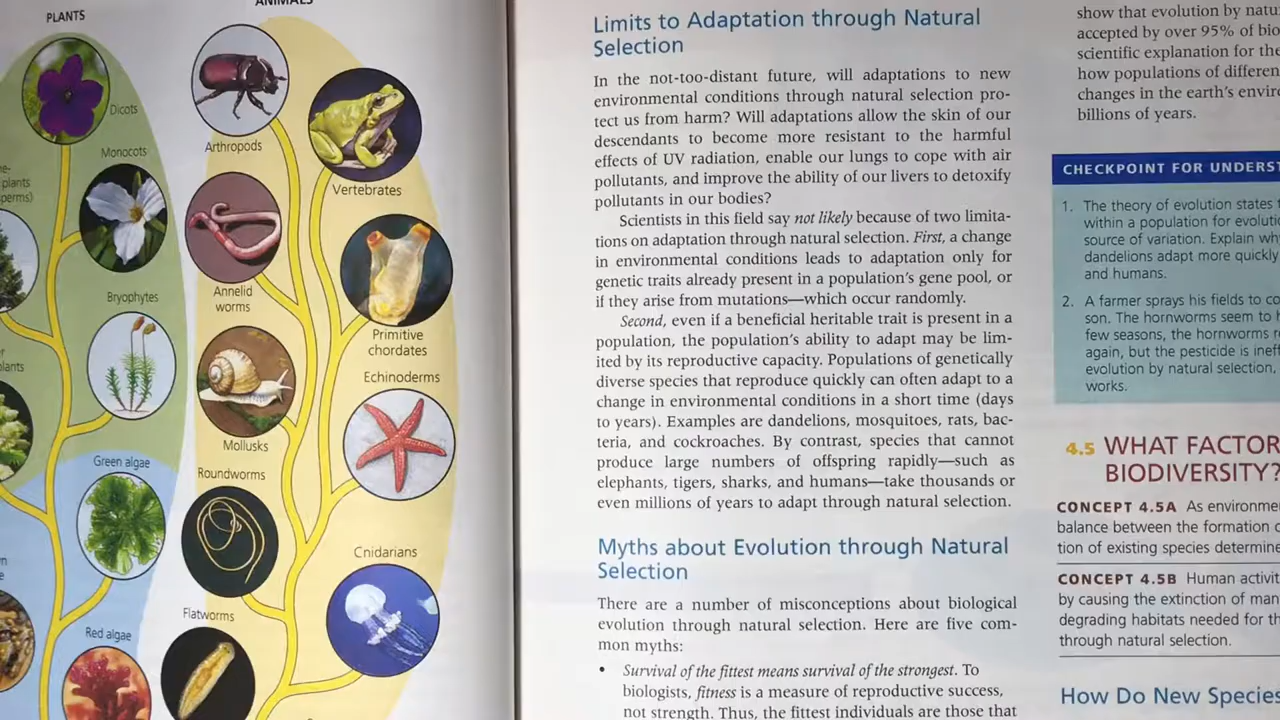 PLANTS
ANIMALS
Dicots
Monocots
plants
Bryophytes
Green algae
Red algae
Arthropods
Vertebrates
Annelid
worms
Primitive
chordates
Echinoderms
Mollusks
Roundworms
Cnidarians
Flatworms
Limits to Adaptation through Natural
Selection
In the not-too-distant future, will adaptations to new
environmental conditions through natural selection pro-
tect us from harm? Will adaptations allow the skin of our
descendants to become more resistant to the harmful
effects of UV radiation, enable our lungs to cope with air
pollutants, and improve the ability of our livers to detoxify
pollutants in our bodies?
Scientists in this field say not likely because of two limita-
tions on adaptation through natural selection. First, a change
in environmental conditions leads to adaptation only for
genetic traits already present in a population's gene pool, or
if they arise from mutations—which occur randomly.
Second, even if a beneficial heritable trait is present in a
population, the population's ability to adapt may be lim-
ited by its reproductive capacity. Populations of genetically
diverse species that reproduce quickly can often adapt to a
change in environmental conditions in a short time (days
to years). Examples are dandelions, mosquitoes, rats, bac-
teria, and cockroaches. By contrast, species that cannot
produce large numbers of offspring rapidly—such as
elephants, tigers, sharks, and humans—take thousands or
even millions of years to adapt through natural selection.
Myths about Evolution through Natural
Selection
There are a number of misconceptions about biological
evolution through natural selection. Here are five com-
mon myths:
• Survival of the fittest means survival of the strongest. To
biologists, fitness is a measure of reproductive success,
not strength. Thus, the fittest individuals are those that
show that evolution by
accepted by over 95% of
scientific explanation for the
how populations of
changes in the earth's
billions of years.
CHECKPOINT FOR
1. The theory of evolution states
within a population for
source of variation. Explain
dandelions adapt more quickly
and humans.
2. A farmer sprays his fields to
son. The hornworms seem to
few seasons, the hornworms
again, but the pesticide is
evolution by natural selection,
works.
4.5 WHAT
BIODIVERSITY?
CONCEPT 4.5A As
balance between the formation
tion of existing species
CONCEPT 4.5B Human
by causing the extinction of
degrading habitats needed for
through natural selection.
How Do New